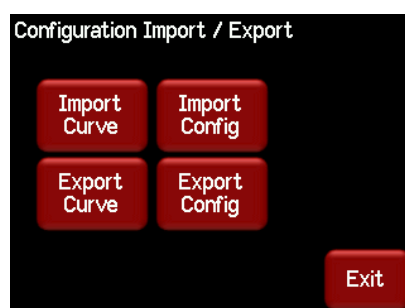 Configuration Import / Export
Import
Curve
Import
Config
Export
Curve
Export
Config
Exit